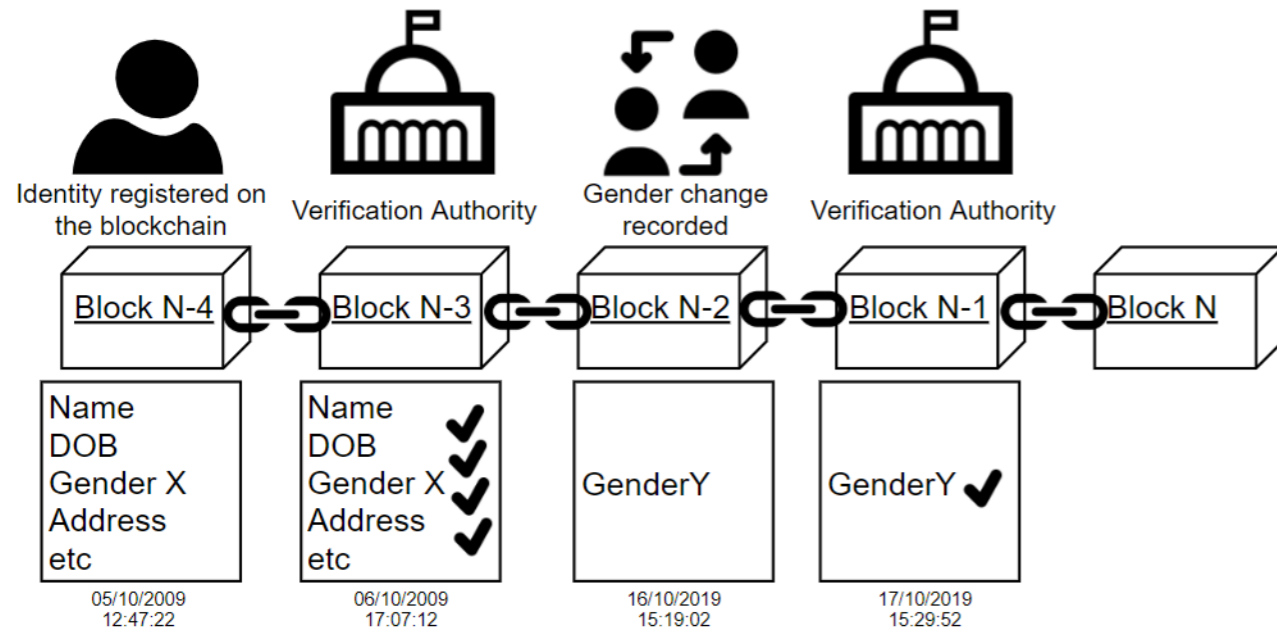 Identity registered on
the blockchain
Verification Authority
Gender change
recorded
Verification Authority
Block N-4
Block N-3
Block N-2
Block N-1
Block N
Name
DOB
Gender X
Address
etc
05/10/2009
12:47:22
Name
DOB
Gender X
Address
etc
06/10/2009
17:07:12
GenderY
16/10/2019
15:19:02
GenderY
17/10/2019
15:29:52